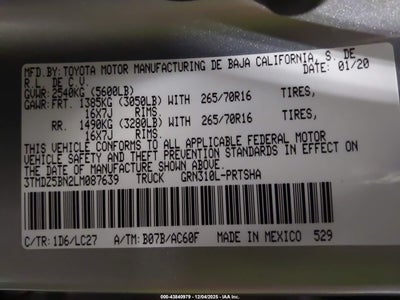 MFD.BY:TOYOTA MOTOR MANUFACTURING DE BAJA CALIFORNIA, S. DE
R.L. DE C.V. DATE: 01/20
GVWR: 2540KG (5600LB)
GAWR: FRT. 1385KG (3050LB) WITH 265/70R16 TIRES,
16X7J RIMS.
RR. 1490KG (3280LB) WITH 265/70R16 TIRES,
16X7J RIMS.
THIS VEHICLE CONFORMS TO ALL APPLICABLE FEDERAL MOTOR
VEHICLE SAFETY AND THEFT PREVENTION STANDARDS IN EFFECT ON
THE DATE OF MANUFACTURE SHOWN ABOVE.
3TMDZ5BN2LM087639 TRUCK GRN310L-PRTSHA
C/TR: 1D6/LC27 A/TM: B07B/AC60F MADE IN MEXICO 529
000-43840979 - 12/04/2025 - IAA Inc.